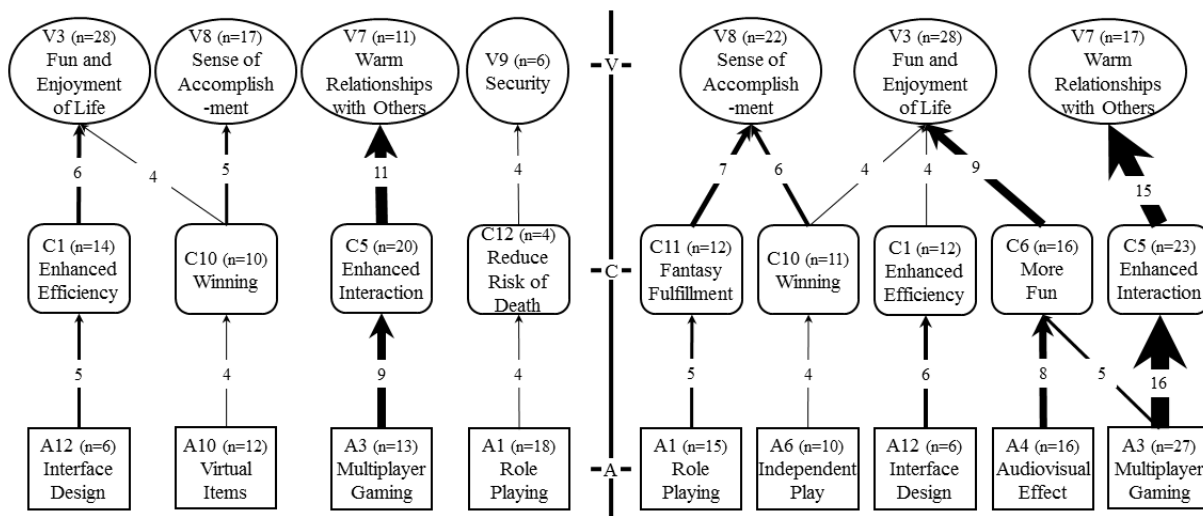 V3 (n=28)
Fun and
Enjoyment
of Life
V8 (n=17)
Sense of
Accomplish
-ment
V7 (n=11)
Warm
Relationships
with Others
V9 (n=6)
Security
V
V8 (n=22)
Sense of
Accomplish
-ment
V3 (n=28)
Fun and
Enjoyment
of Life
V7 (n=17)
Warm
Relationships
with Others
6
4
5
11
4
7
6
4
4
9
15
C1 (n=14)
Enhanced
Efficiency
C10 (n=10)
Winning
C5 (n=20)
Enhanced
Interaction
C12 (n=4)
Reduce
Risk of
Death
C
C11 (n=12)
Fantasy
Fulfillment
C10 (n=11)
Winning
C1 (n=12)
Enhanced
Efficiency
C6 (n=16)
More
Fun
C5 (n=23)
Enhanced
Interaction
5
4
9
4
5
4
6
8
5
16
A12 (n=6)
Interface
Design
A10 (n=12)
Virtual
Items
A3 (n=13)
Multiplayer
Gaming
A1 (n=18)
Role
Playing
A
A1 (n=15)
Role
Playing
A6 (n=10)
Independent
Play
A12 (n=6)
Interface
Design
A4 (n=16)
Audiovisual
Effect
A3 (n=27)
Multiplayer
Gaming